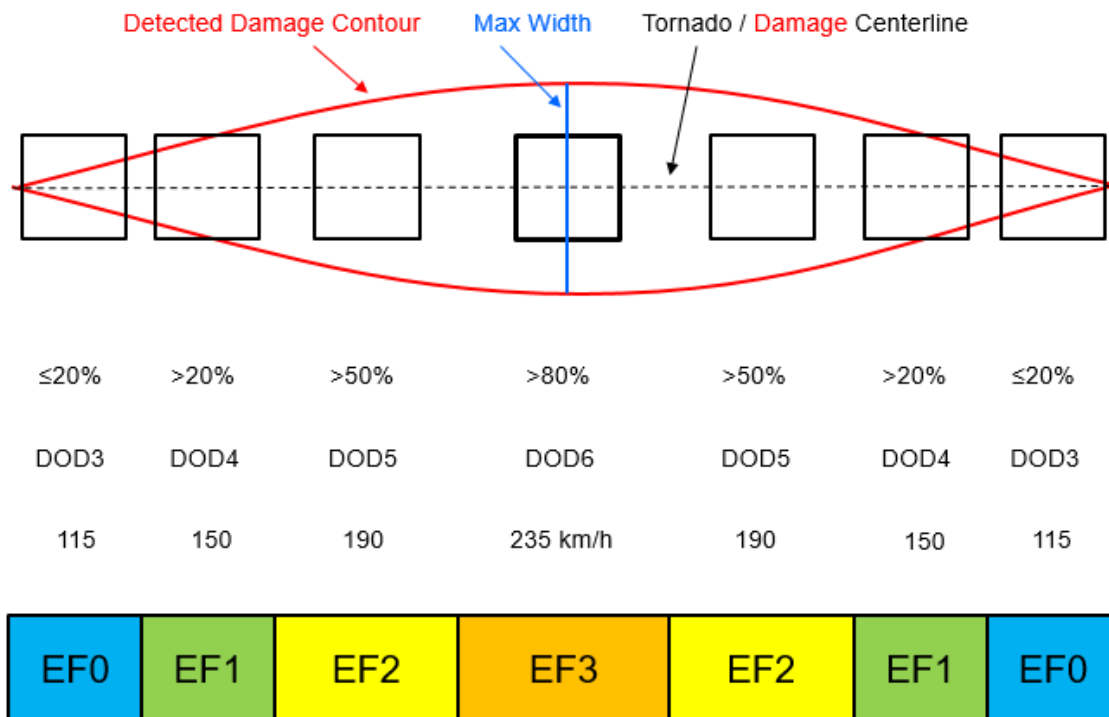 Detected Damage Contour Max Width Tornado / Damage Centerline
≤20% >20% >50% >80% >50% >20% ≤20%
DOD3 DOD4 DOD5 DOD6 DOD5 DOD4 DOD3
115 150 190 235 km/h 190 150 115
EF0 EF1 EF2 EF3 EF2 EF1 EF0